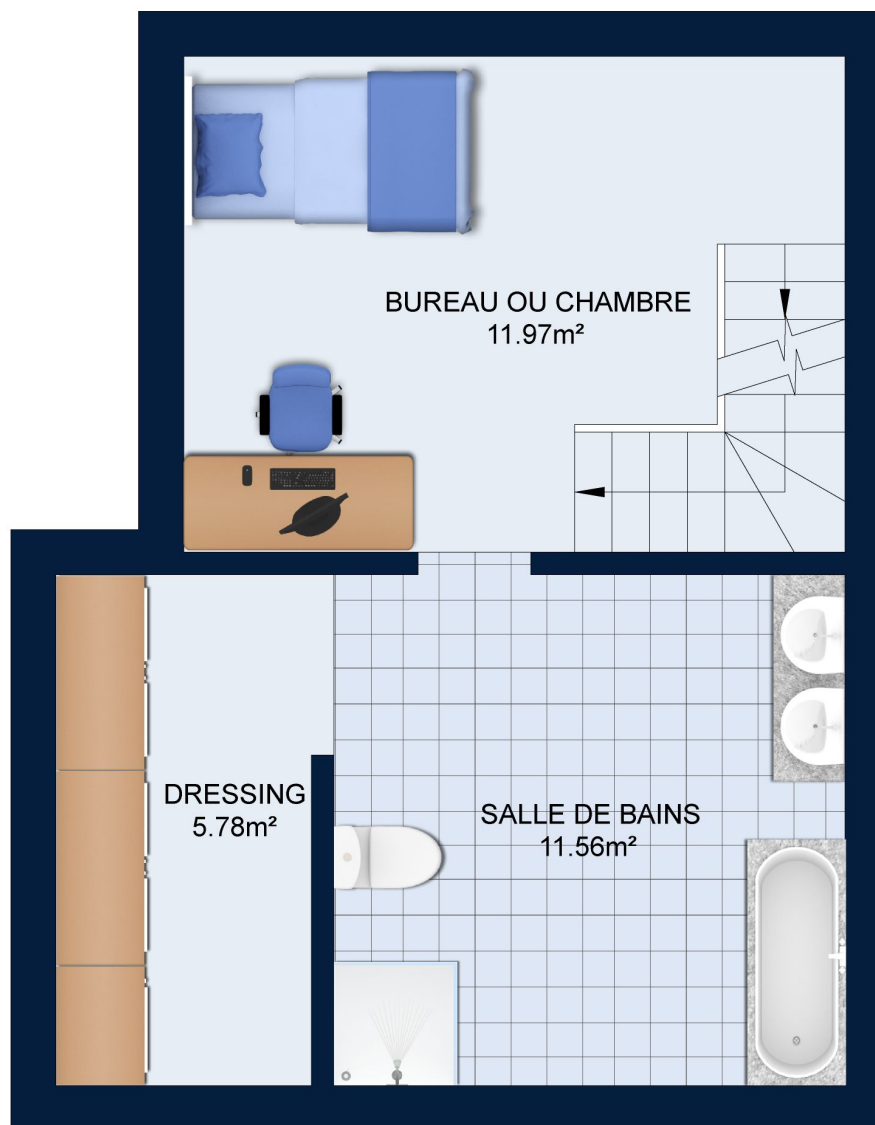 BUREAU OU CHAMBRE
11.97m²
DRESSING
5.78m²
SALLE DE BAINS
11.56m²